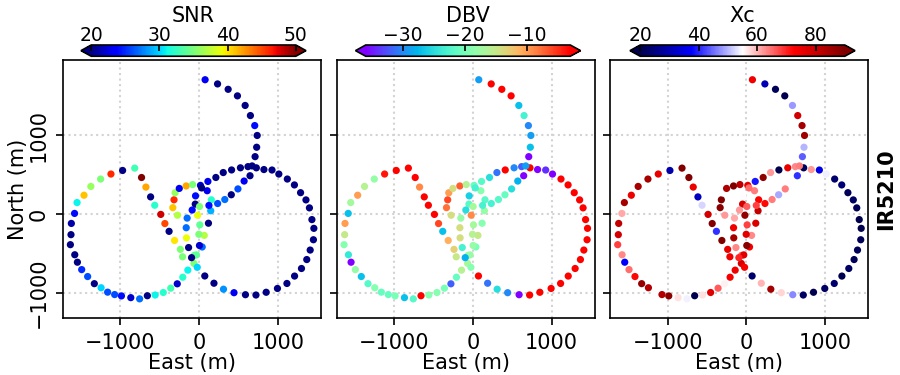 SNR DBV Xc
20 30 40 50 −30 −20 −10 20 40 60 80
North (m)
1000
0
−1000
IR5210
−1000 0 1000 −1000 0 1000 −1000 0 1000
East (m) East (m) East (m)